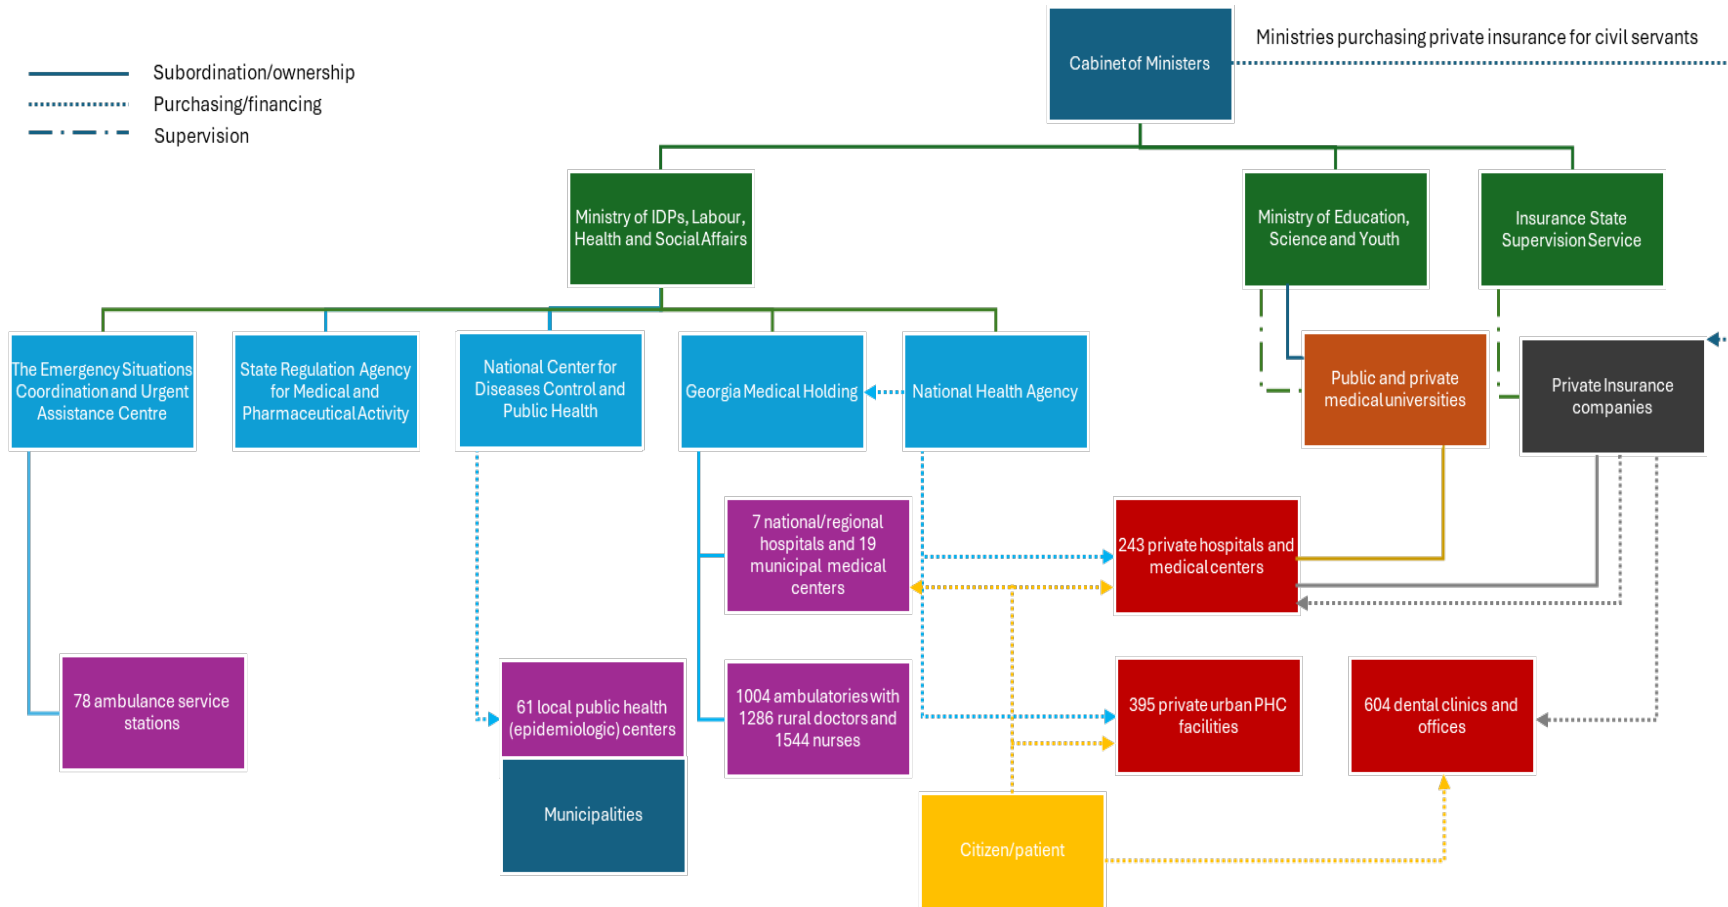 Cabinet of Ministers
Ministries purchasing private insurance for civil servants
Subordination/ownership
Purchasing/financing
Supervision
Ministry of IDPs, Labour,
Health and Social Affairs
Ministry of Education,
Science and Youth
Insurance State
Supervision Service
The Emergency Situations
Coordination and Urgent
Assistance Centre
State Regulation Agency
for Medical and
Pharmaceutical Activity
National Center for
Diseases Control and
Public Health
Georgia Medical Holding
National Health Agency
Public and private
medical universities
Private Insurance
companies
7 national/regional
hospitals and 19
municipal medical
centers
243 private hospitals and
medical centers
78 ambulance service
stations
61 local public health
(epidemiologic) centers
1004 ambulatories with
1286 rural doctors and
1544 nurses
395 private urban PHC
facilities
604 dental clinics and
offices
Municipalities
Citizen/patient